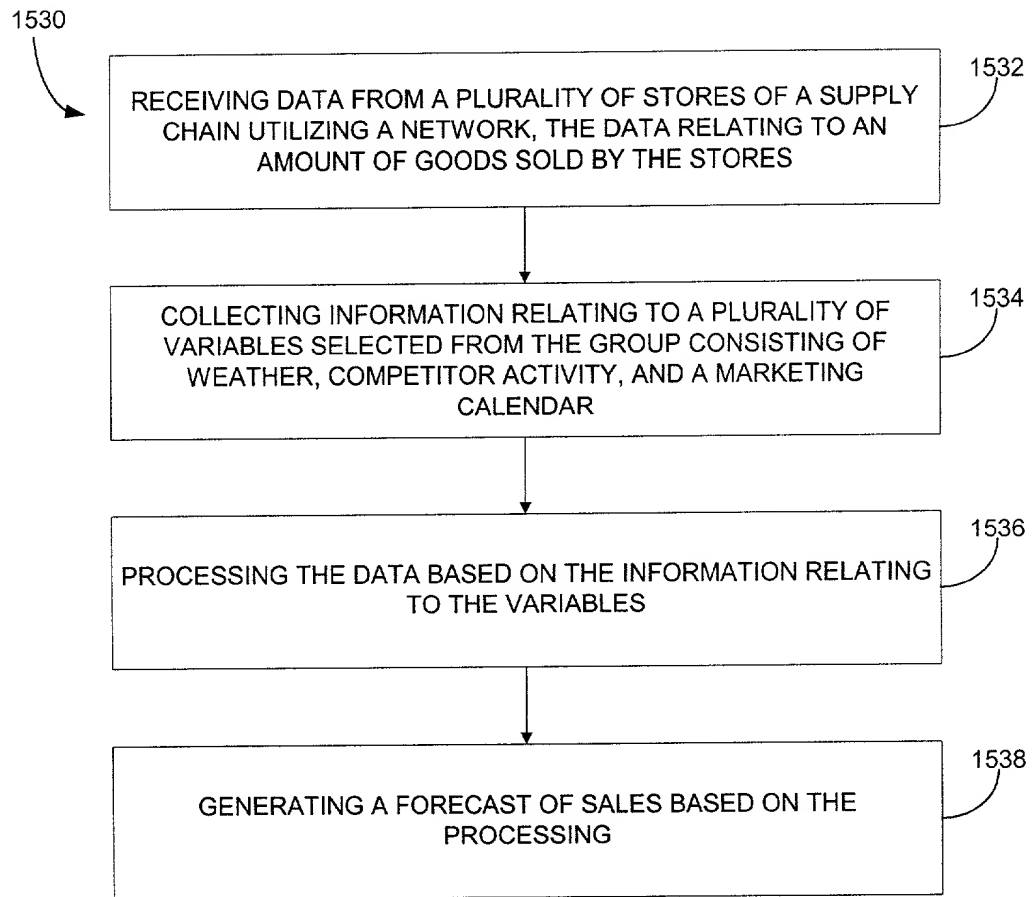 1530
1532
RECEIVING DATA FROM A PLURALITY OF STORES OF A SUPPLY
CHAIN UTILIZING A NETWORK, THE DATA RELATING TO AN
AMOUNT OF GOODS SOLD BY THE STORES
1534
COLLECTING INFORMATION RELATING TO A PLURALITY OF
VARIABLES SELECTED FROM THE GROUP CONSISTING OF
WEATHER, COMPETITOR ACTIVITY, AND A MARKETING
CALENDAR
1536
PROCESSING THE DATA BASED ON THE INFORMATION RELATING
TO THE VARIABLES
1538
GENERATING A FORECAST OF SALES BASED ON THE
PROCESSING